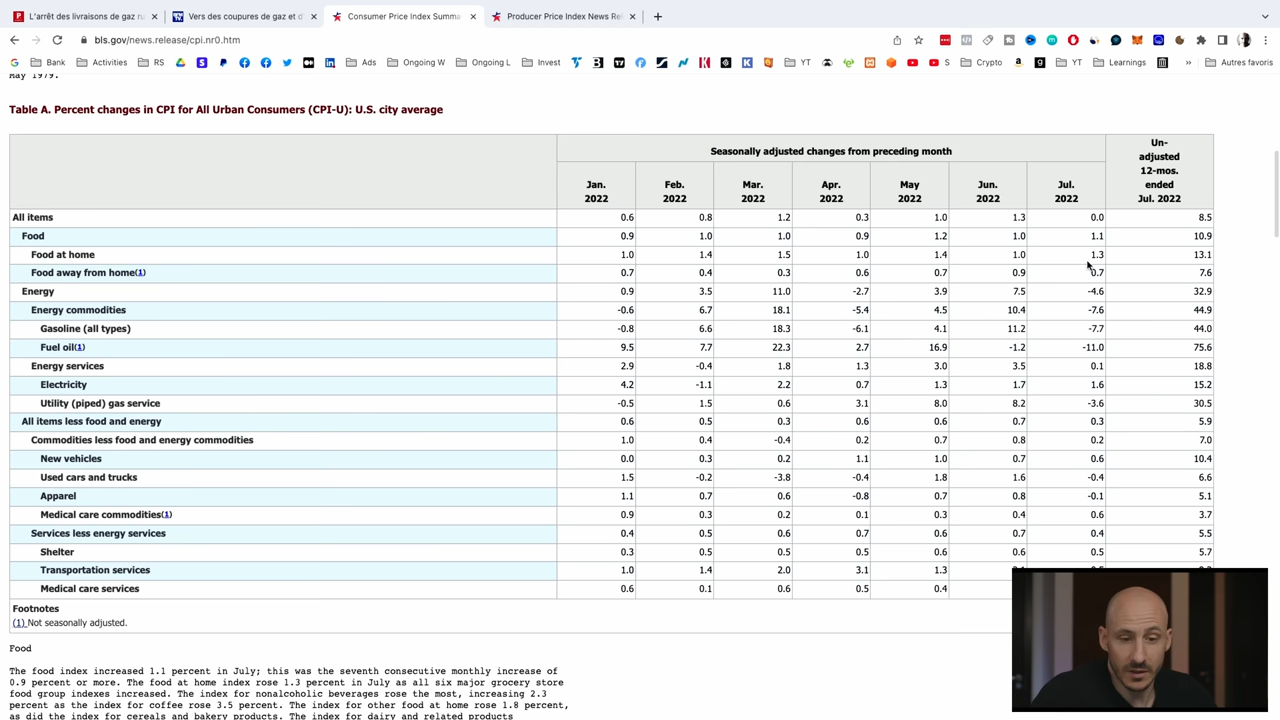 L'arrêt des livraisons de gaz ru
Vers des coupures de gaz et d'
Consumer Price Index Summa
Producer Price Index News Re
bls.gov/news.release/cpi.nr0.htm
Bank Activities RS Ads Ongoing W Ongoing L Invest YT Crypto YT Learnings Autres favoris
May 1979.
Table A. Percent changes in CPI for All Urban Consumers (CPI-U): U.S. city average
Seasonally adjusted changes from preceding month
Un-
adjusted
12-mos.
ended
Jul. 2022
Jan. 2022 Feb. 2022 Mar. 2022 Apr. 2022 May 2022 Jun. 2022 Jul. 2022
All items 0.6 0.8 1.2 0.3 1.0 1.3 0.0 8.5
Food 0.9 1.0 1.0 0.9 1.2 1.0 1.1 10.9
Food at home 1.0 1.4 1.5 1.0 1.4 1.0 1.3 13.1
Food away from home(1) 0.7 0.4 0.3 0.6 0.7 0.9 0.7 7.6
Energy 0.9 3.5 11.0 -2.7 3.9 7.5 -4.6 32.9
Energy commodities -0.6 6.7 18.1 -5.4 4.5 10.4 -7.6 44.9
Gasoline (all types) -0.8 6.6 18.3 -6.1 4.1 11.2 -7.7 44.0
Fuel oil(1) 9.5 7.7 22.3 2.7 16.9 -1.2 -11.0 75.6
Energy services 2.9 -0.4 1.8 1.3 3.0 3.5 0.1 18.8
Electricity 4.2 -1.1 2.2 0.7 1.3 1.7 1.6 15.2
Utility (piped) gas service -0.5 1.5 0.6 3.1 8.0 8.2 -3.6 30.5
All items less food and energy 0.6 0.5 0.3 0.6 0.6 0.7 0.3 5.9
Commodities less food and energy commodities 1.0 0.4 -0.4 0.2 0.7 0.8 0.2 7.0
New vehicles 0.0 0.3 0.2 1.1 1.0 0.7 0.6 10.4
Used cars and trucks 1.5 -0.2 -3.8 -0.4 1.8 1.6 -0.4 6.6
Apparel 1.1 0.7 0.6 -0.8 0.7 0.8 -0.1 5.1
Medical care commodities(1) 0.9 0.3 0.2 0.1 0.3 0.4 0.6 3.7
Services less energy services 0.4 0.5 0.6 0.7 0.6 0.7 0.4 5.5
Shelter 0.3 0.5 0.5 0.5 0.6 0.6 0.5 5.7
Transportation services 1.0 1.4 2.0 3.1 1.3
Medical care services 0.6 0.1 0.6 0.5 0.4
Footnotes
(1) Not seasonally adjusted.
Food
The food index increased 1.1 percent in July; this was the seventh consecutive monthly increase of
0.9 percent or more. The food at home index rose 1.3 percent in July as all six major grocery store
food group indexes increased. The index for nonalcoholic beverages rose the most, increasing 2.3
percent as the index for coffee rose 3.5 percent. The index for other food at home rose 1.8 percent,
as did the index for cereals and bakery products. The index for dairy and related products